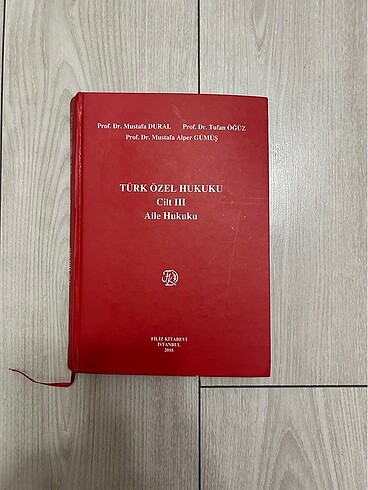 Prof. Dr. Mustafa DURAL Prof. Dr. Tufan ÖĞÜZ
Prof. Dr. Mustafa Alper GÜMÜŞ
TÜRK ÖZEL HUKUKU
Cilt III
Aile Hukuku
FİLİZ KİTABEVİ
İSTANBUL
2018